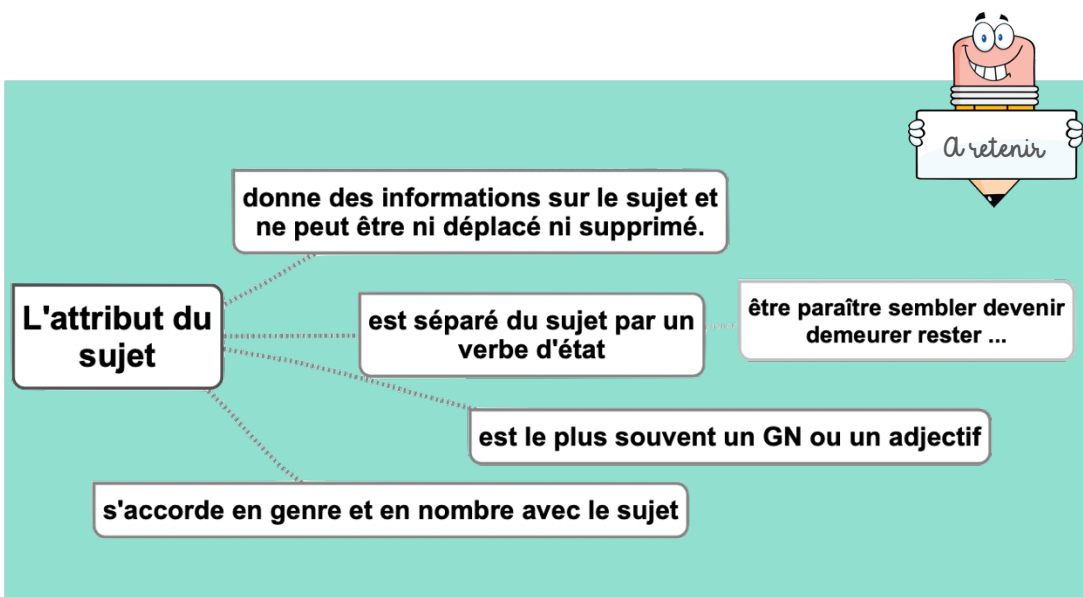 a retenir
donne des informations sur le sujet et
ne peut être ni déplacé ni supprimé.
L'attribut du
sujet
est séparé du sujet par un
verbe d'état
être paraître sembler devenir
demeurer rester ...
est le plus souvent un GN ou un adjectif
s'accorde en genre et en nombre avec le sujet